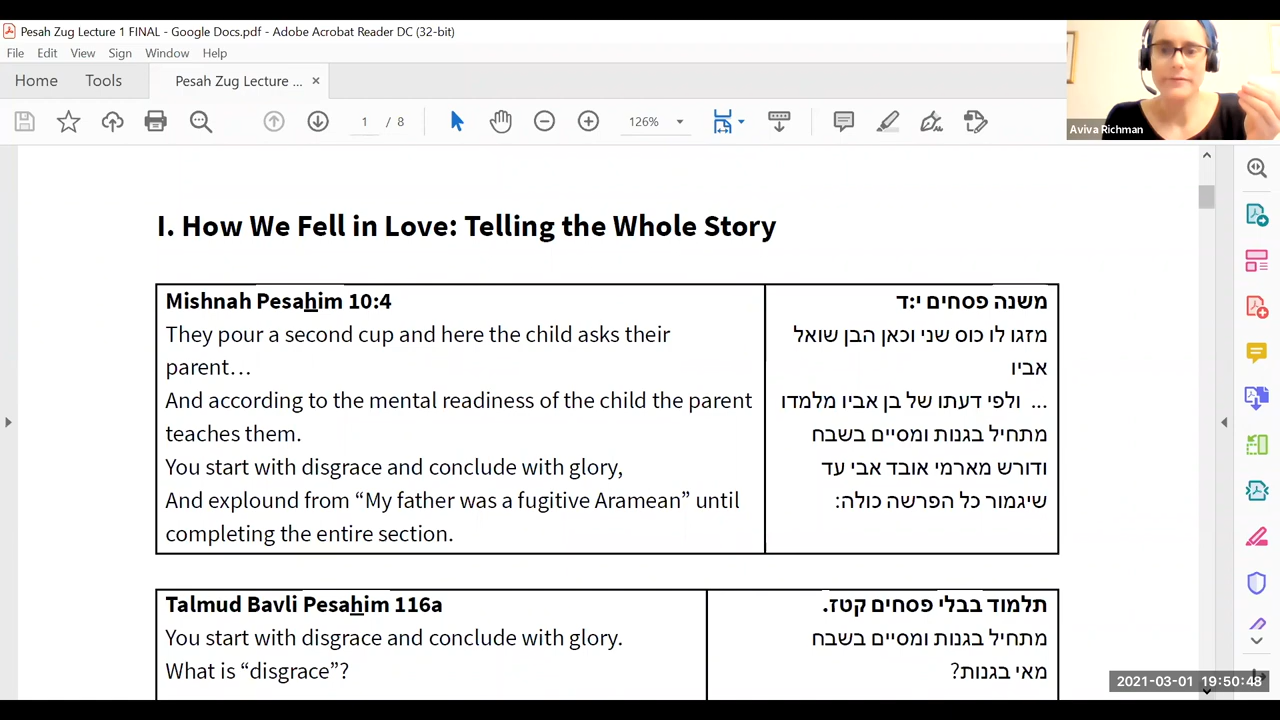 Pesah Zug Lecture 1 FINAL - Google Docs.pdf - Adobe Acrobat Reader DC (32-bit)
File Edit View Sign Window Help
Home Tools Pesah Zug Lecture ... ×
1 / 8 126%
Aviva Richman
I. How We Fell in Love: Telling the Whole Story
Mishnah Pesahim 10:4
They pour a second cup and here the child asks their
parent…
And according to the mental readiness of the child the parent
teaches them.
You start with disgrace and conclude with glory,
And explound from “My father was a fugitive Aramean” until
completing the entire section.
משנה פסחים י:ד
מזגו לו כוס שני וכאן הבן שואל
אביו
... ולפי דעתו של בן אביו מלמדו
מתחיל בגנות ומסיים בשבח
ודורש מארמי אובד אבי עד
שיגמור כל הפרשה כולה:
Talmud Bavli Pesahim 116a
You start with disgrace and conclude with glory.
What is “disgrace”?
תלמוד בבלי פסחים קטז.
מתחיל בגנות ומסיים בשבח
מאי בגנות?
2021-03-01 19:50:48